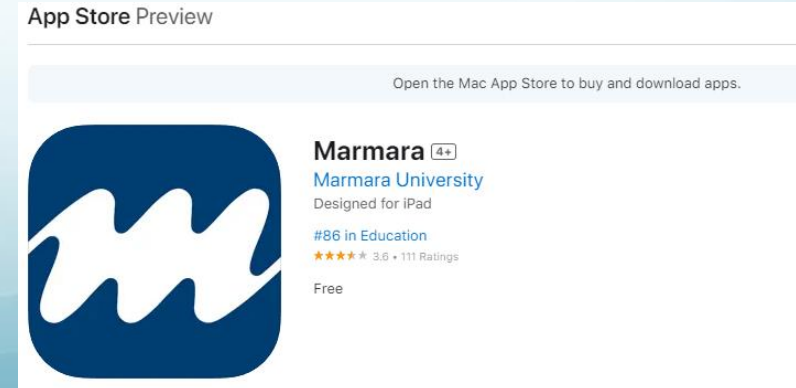 App Store Preview
Open the Mac App Store to buy and download apps.
Marmara 4+
Marmara University
Designed for iPad
#86 in Education
★★★★★ 3.6 • 111 Ratings
Free